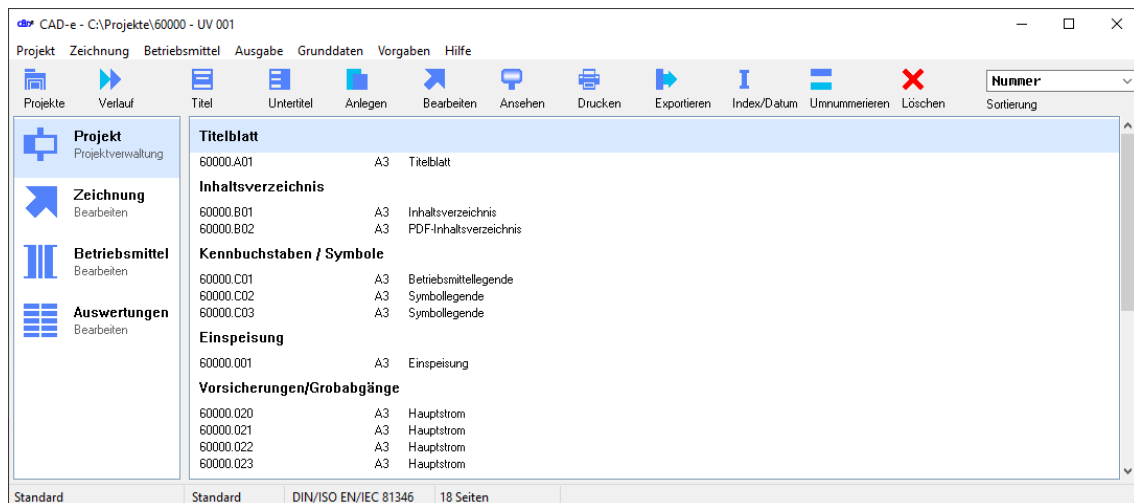 CAD-e - C:\Projekte\60000 - UV 001
Projekt Zeichnung Betriebsmittel Ausgabe Grunddaten Vorgaben Hilfe
Projekte Verlauf Titel Untertitel Anlegen Bearbeiten Ansehen Drucken Exportieren Index/Datum Umnummerieren Löschen
Nummer
Sortierung
Projekt
Projektverwaltung
Zeichnung
Bearbeiten
Betriebsmittel
Bearbeiten
Auswertungen
Bearbeiten
Titelblatt
60000.A01 A3 Titelblatt
Inhaltsverzeichnis
60000.B01 A3 Inhaltsverzeichnis
60000.B02 A3 PDF-Inhaltsverzeichnis
Kennbuchstaben / Symbole
60000.C01 A3 Betriebsmittellegende
60000.C02 A3 Symbollegende
60000.C03 A3 Symbollegende
Einspeisung
60000.001 A3 Einspeisung
Vorsicherungen/Grobabgänge
60000.020 A3 Hauptstrom
60000.021 A3 Hauptstrom
60000.022 A3 Hauptstrom
60000.023 A3 Hauptstrom
Standard Standard DIN/ISO EN/IEC 81346 18 Seiten